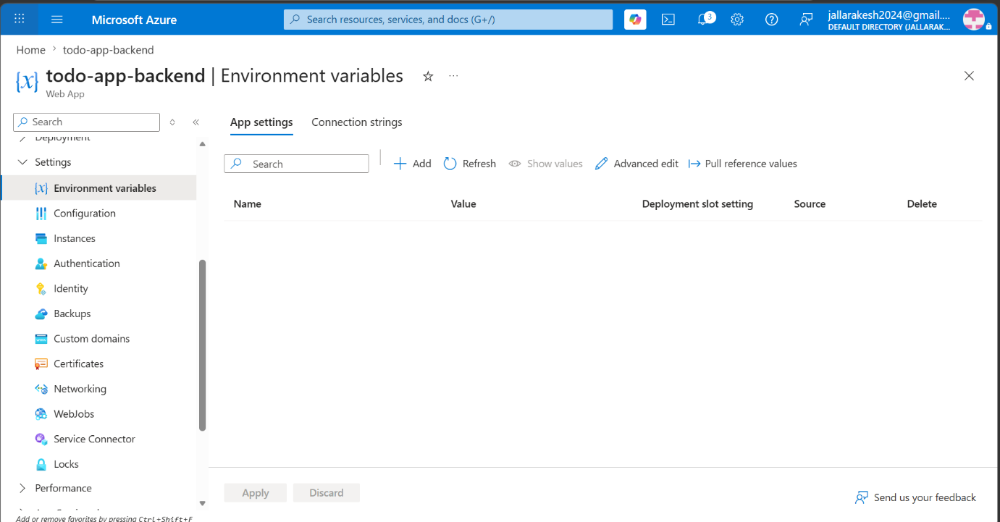 Microsoft Azure
Search resources, services, and docs (G+/)
3
jallarakesh2024@gmail....
DEFAULT DIRECTORY (JALLARAK...
Home > todo-app-backend
{x} todo-app-backend | Environment variables ...
Web App
Search
App settings
Connection strings
Deployment
Settings
{x} Environment variables
Configuration
Instances
Authentication
Identity
Backups
Custom domains
Certificates
Networking
WebJobs
Service Connector
Locks
Performance
Add or remove favorites by pressing Ctrl+Shift+F
Search
Add
Refresh
Show values
Advanced edit
Pull reference values
Name
Value
Deployment slot setting
Source
Delete
Apply
Discard
Send us your feedback